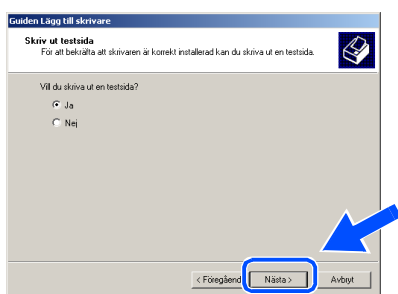 Guiden Lägg till skrivare
Skriv ut testsida
För att bekräfta att skrivaren är korrekt installerad kan du skriva ut en testsida.
Vill du skriva ut en testsida?
Ja
Nej
< Föregåend
Nästa >
Avbryt